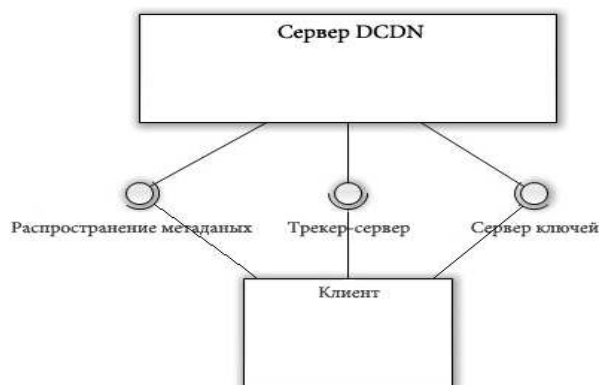 Сервер DCDN
Распространение метаданых
Трекер-сервер
Сервер ключей
Клиент